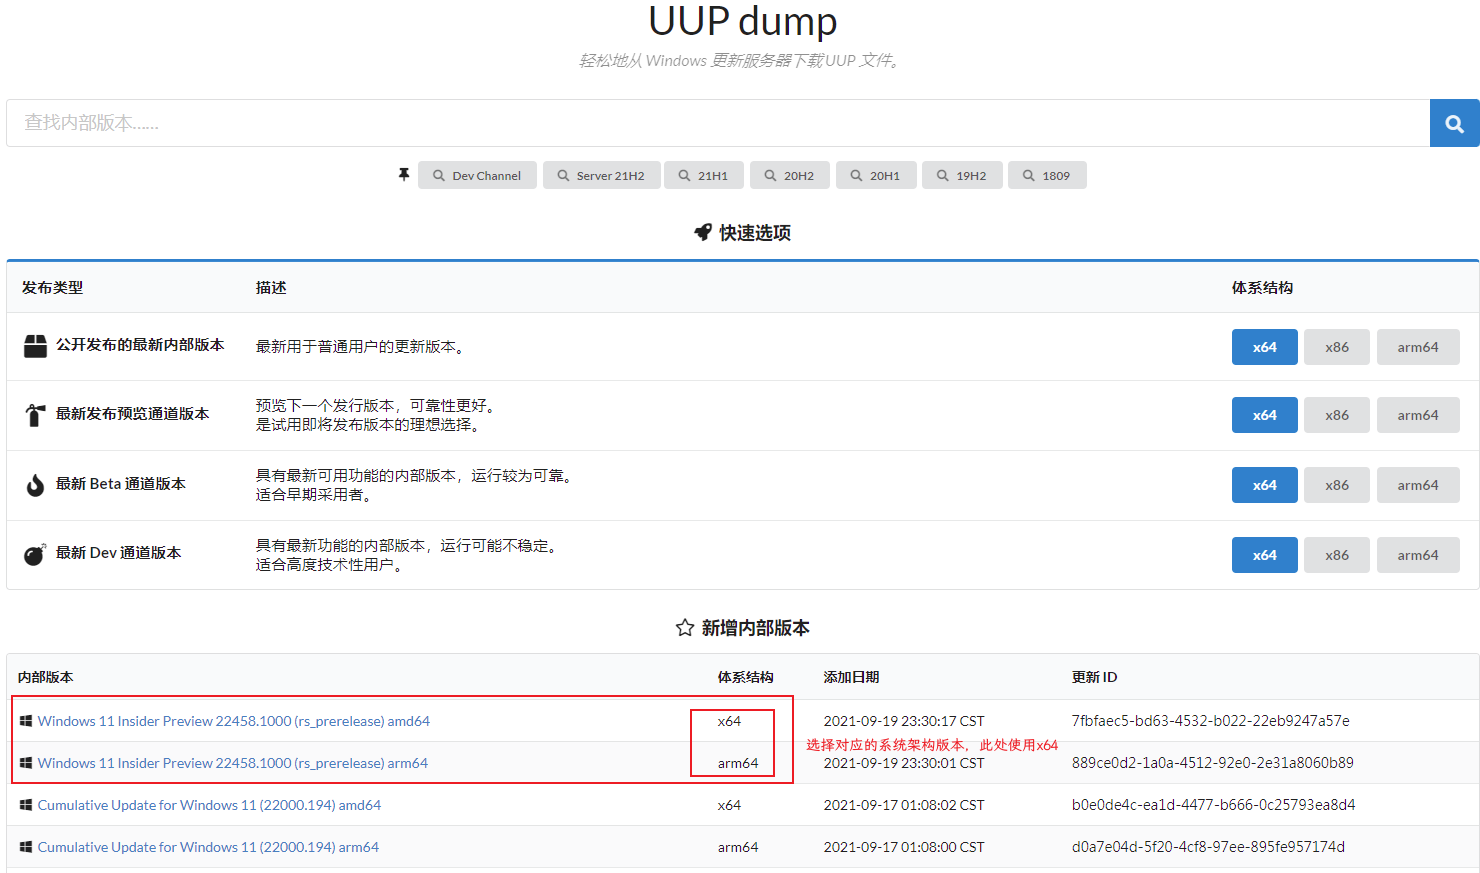 UUP dump
轻松地从 Windows 更新服务器下载 UUP 文件。
查找内部版本……
Dev Channel Server 21H2 21H1 20H2 20H1 19H2 1809
快速选项
发布类型 描述 体系结构
公开发布的最新内部版本 最新用于普通用户的更新版本。 x64 x86 arm64
最新发布预览通道版本 预览下一个发行版本，可靠性更好。
是试用即将发布版本的理想选择。 x64 x86 arm64
最新 Beta 通道版本 具有最新可用功能的内部版本，运行较为可靠。
适合早期采用者。 x64 x86 arm64
最新 Dev 通道版本 具有最新功能的内部版本，运行可能不稳定。
适合高度技术性用户。 x64 x86 arm64
新增内部版本
内部版本 体系结构 添加日期 更新 ID
Windows 11 Insider Preview 22458.1000 (rs_prerelease) amd64 x64 2021-09-19 23:30:17 CST 7fbfaec5-bd63-4532-b022-22eb9247a57e
选择对应的系统架构版本，此处使用x64
Windows 11 Insider Preview 22458.1000 (rs_prerelease) arm64 arm64 2021-09-19 23:30:01 CST 889ce0d2-1a0a-4512-92e0-2e31a8060b89
Cumulative Update for Windows 11 (22000.194) amd64 x64 2021-09-17 01:08:02 CST b0e0de4c-ea1d-4477-b666-0c25793ea8d4
Cumulative Update for Windows 11 (22000.194) arm64 arm64 2021-09-17 01:08:00 CST d0a7e04d-5f20-4cf8-97ee-895fe957174d